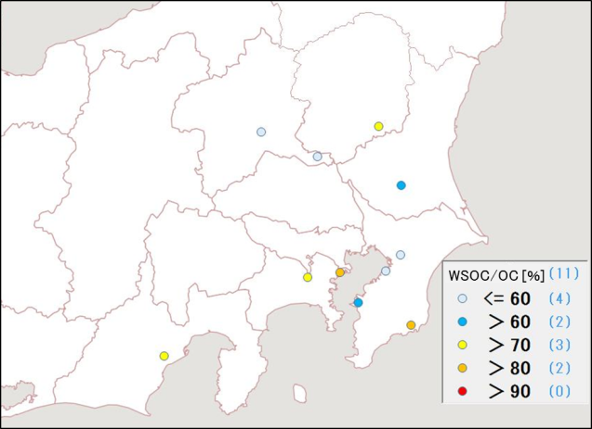 WSOC/OC[%] (11)
<= 60 (4)
> 60 (2)
> 70 (3)
> 80 (2)
> 90 (0)